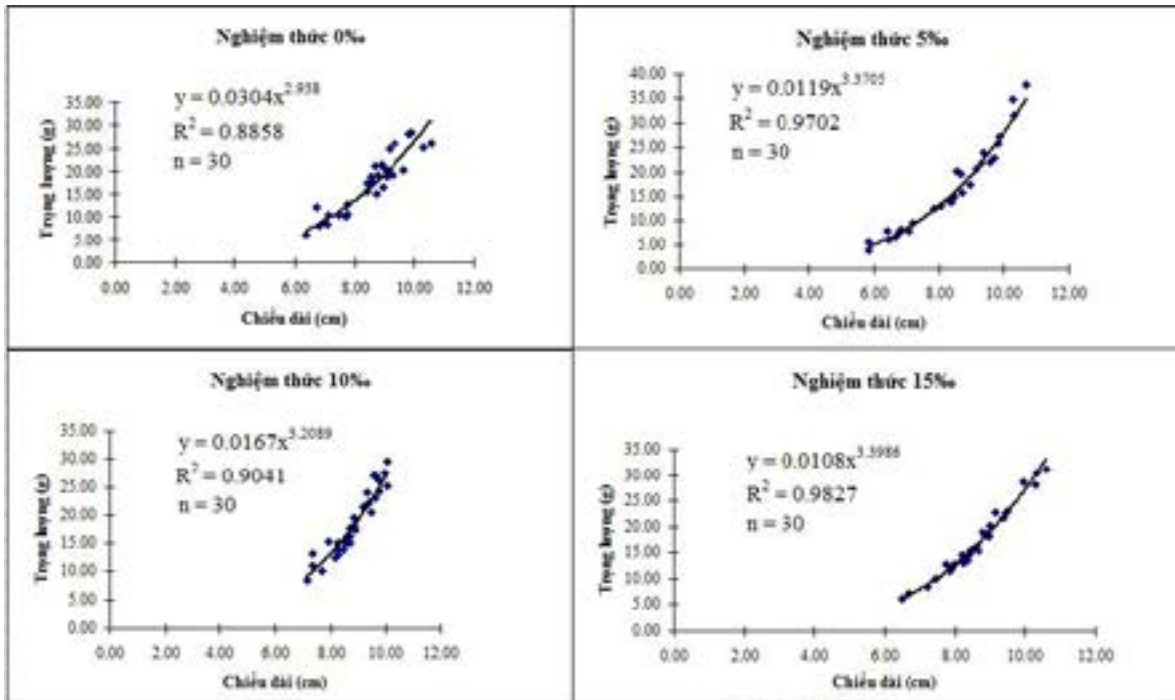 Nghiệm thức 0‰
y = 0.0304x^2.938
R² = 0.8858
n = 30
Trọng lượng (g)
35.00
30.00
25.00
20.00
15.00
10.00
5.00
0.00
0.00 2.00 4.00 6.00 8.00 10.00 12.00
Chiều dài (cm)
Nghiệm thức 5‰
y = 0.0119x^3.3705
R² = 0.9702
n = 30
Trọng lượng (g)
40.00
35.00
30.00
25.00
20.00
15.00
10.00
5.00
0.00
0.00 2.00 4.00 6.00 8.00 10.00 12.00
Chiều dài (cm)
Nghiệm thức 10‰
y = 0.0167x^3.2089
R² = 0.9041
n = 30
Trọng lượng (g)
35.00
30.00
25.00
20.00
15.00
10.00
5.00
0.00
0.00 2.00 4.00 6.00 8.00 10.00 12.00
Chiều dài (cm)
Nghiệm thức 15‰
y = 0.0108x^3.3986
R² = 0.9827
n = 30
Trọng lượng (g)
35.00
30.00
25.00
20.00
15.00
10.00
5.00
0.00
0.00 2.00 4.00 6.00 8.00 10.00 12.00
Chiều dài (cm)